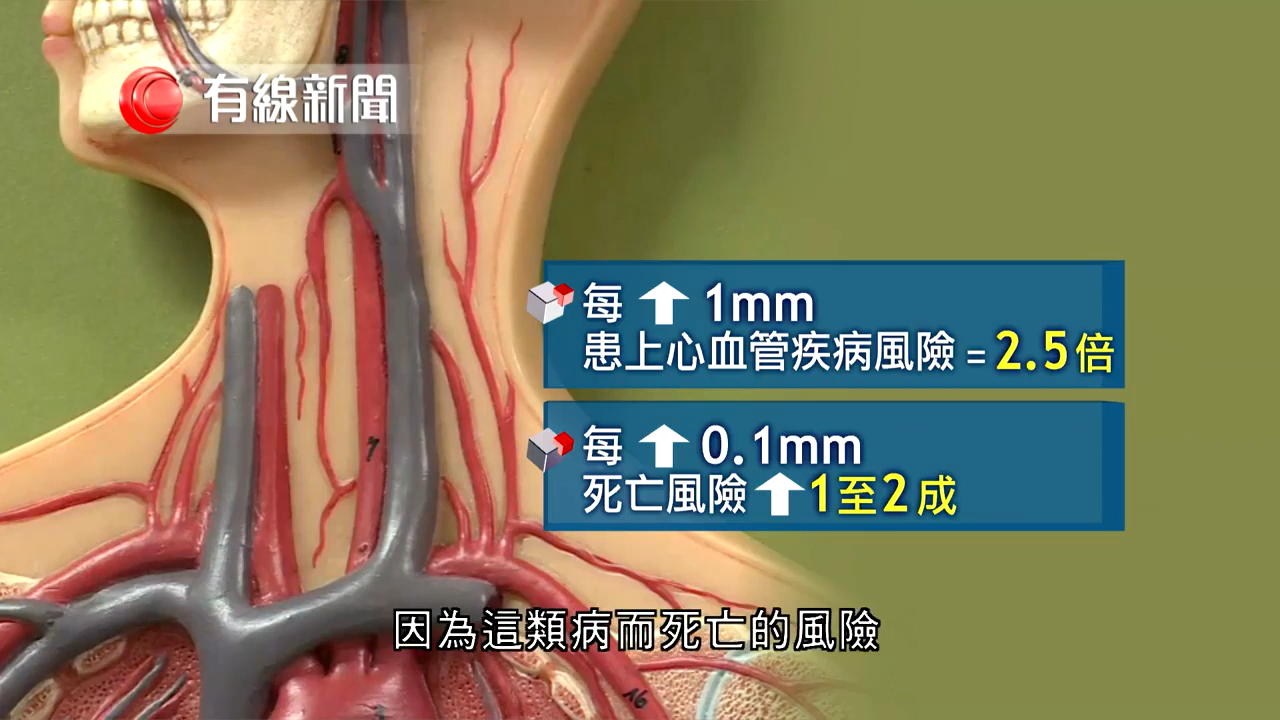 有線新聞
每 ↑ 1mm
患上心血管疾病風險 = 2.5倍
每 ↑ 0.1mm
死亡風險↑1至2成
因為這類病而死亡的風險